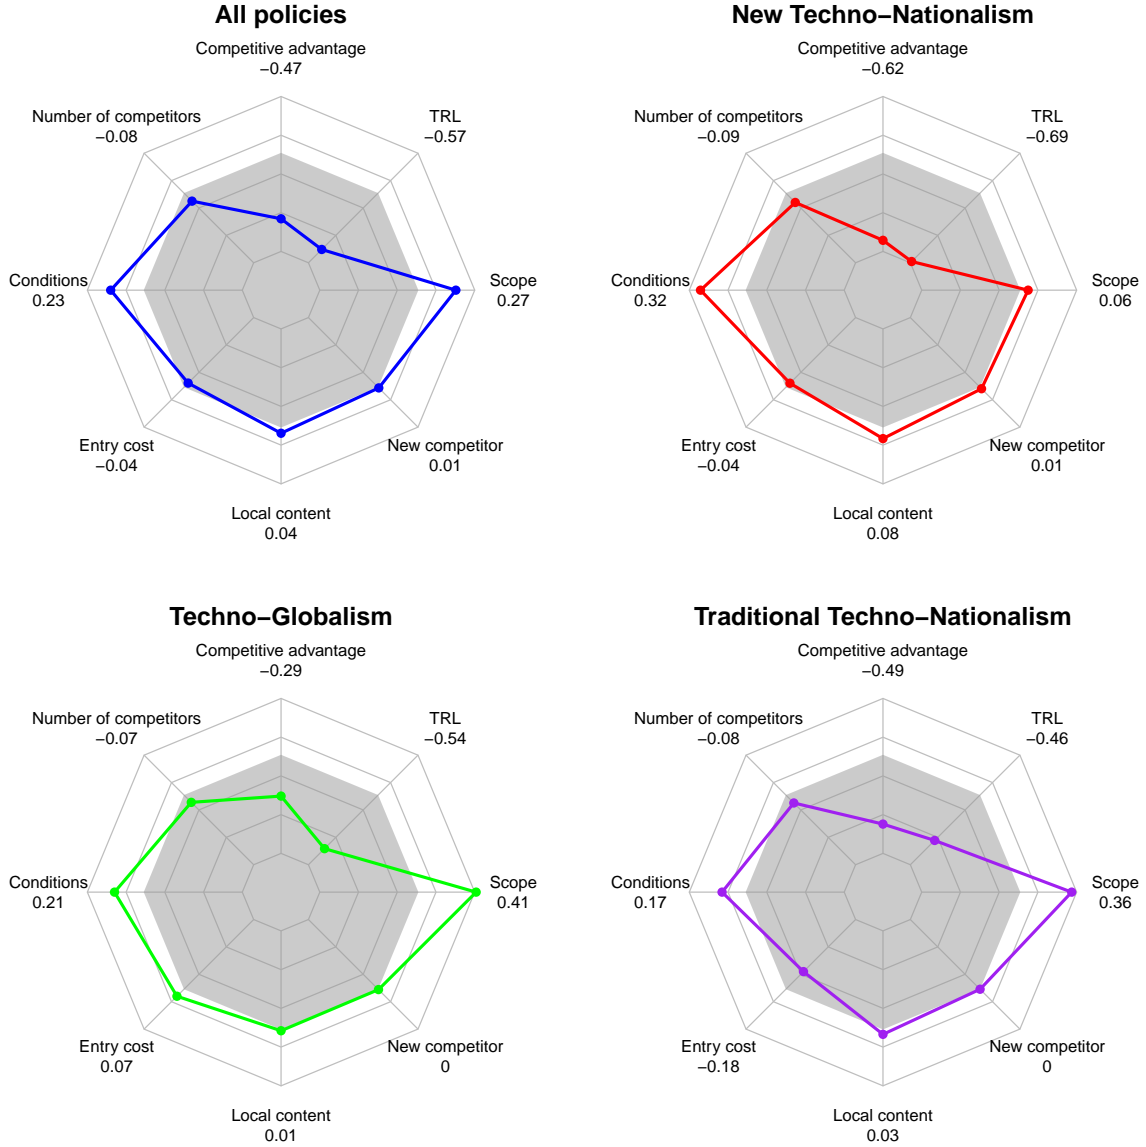 All policies
Competitive advantage
−0.47
Number of competitors
−0.08
TRL
−0.57
Conditions
0.23
Scope
0.27
Entry cost
−0.04
New competitor
0.01
Local content
0.04
New Techno−Nationalism
Competitive advantage
−0.62
Number of competitors
−0.09
TRL
−0.69
Conditions
0.32
Scope
0.06
Entry cost
−0.04
New competitor
0.01
Local content
0.08
Techno−Globalism
Competitive advantage
−0.29
Number of competitors
−0.07
TRL
−0.54
Conditions
0.21
Scope
0.41
Entry cost
0.07
New competitor
0
Local content
0.01
Traditional Techno−Nationalism
Competitive advantage
−0.49
Number of competitors
−0.08
TRL
−0.46
Conditions
0.17
Scope
0.36
Entry cost
−0.18
New competitor
0
Local content
0.03